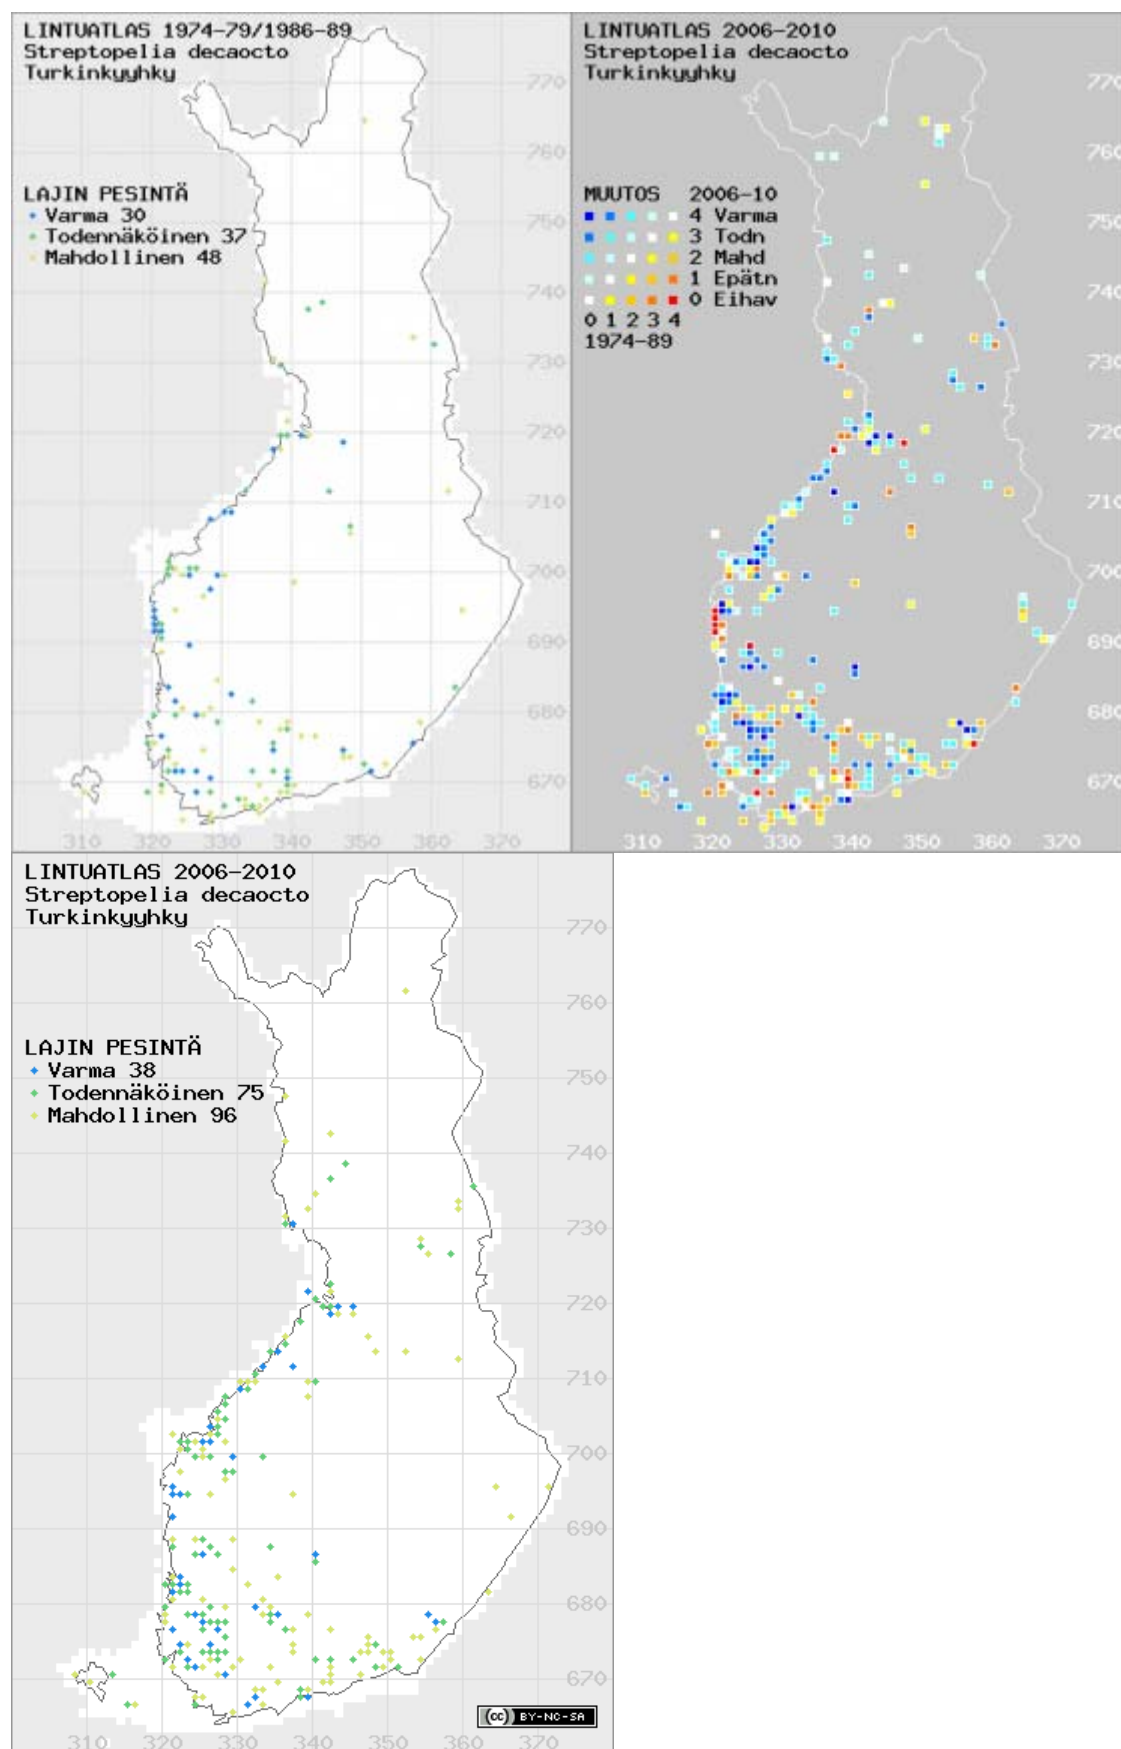 LINTUATLAS 1974-79/1986-89
Streptopelia decaocto
Turkinkyyhky
770
760
LAJIN PESINTÄ
Varma 30
Todennäköinen 37
Mahdollinen 48
750
740
730
720
710
700
690
680
670
310 320 330 340 350 360 370
LINTUATLAS 2006-2010
Streptopelia decaocto
Turkinkyyhky
770
760
MUUTOS 2006-10
4 Varma
3 Todn
2 Mahd
1 Epätn
0 Eihav
0 1 2 3 4
1974-89
750
740
730
720
710
700
690
680
670
310 320 330 340 350 360 370
LINTUATLAS 2006-2010
Streptopelia decaocto
Turkinkyyhky
770
760
LAJIN PESINTÄ
Varma 38
Todennäköinen 75
Mahdollinen 96
750
740
730
720
710
700
690
680
670
(cc) BY-NC-SA
310 320 330 340 350 360 370